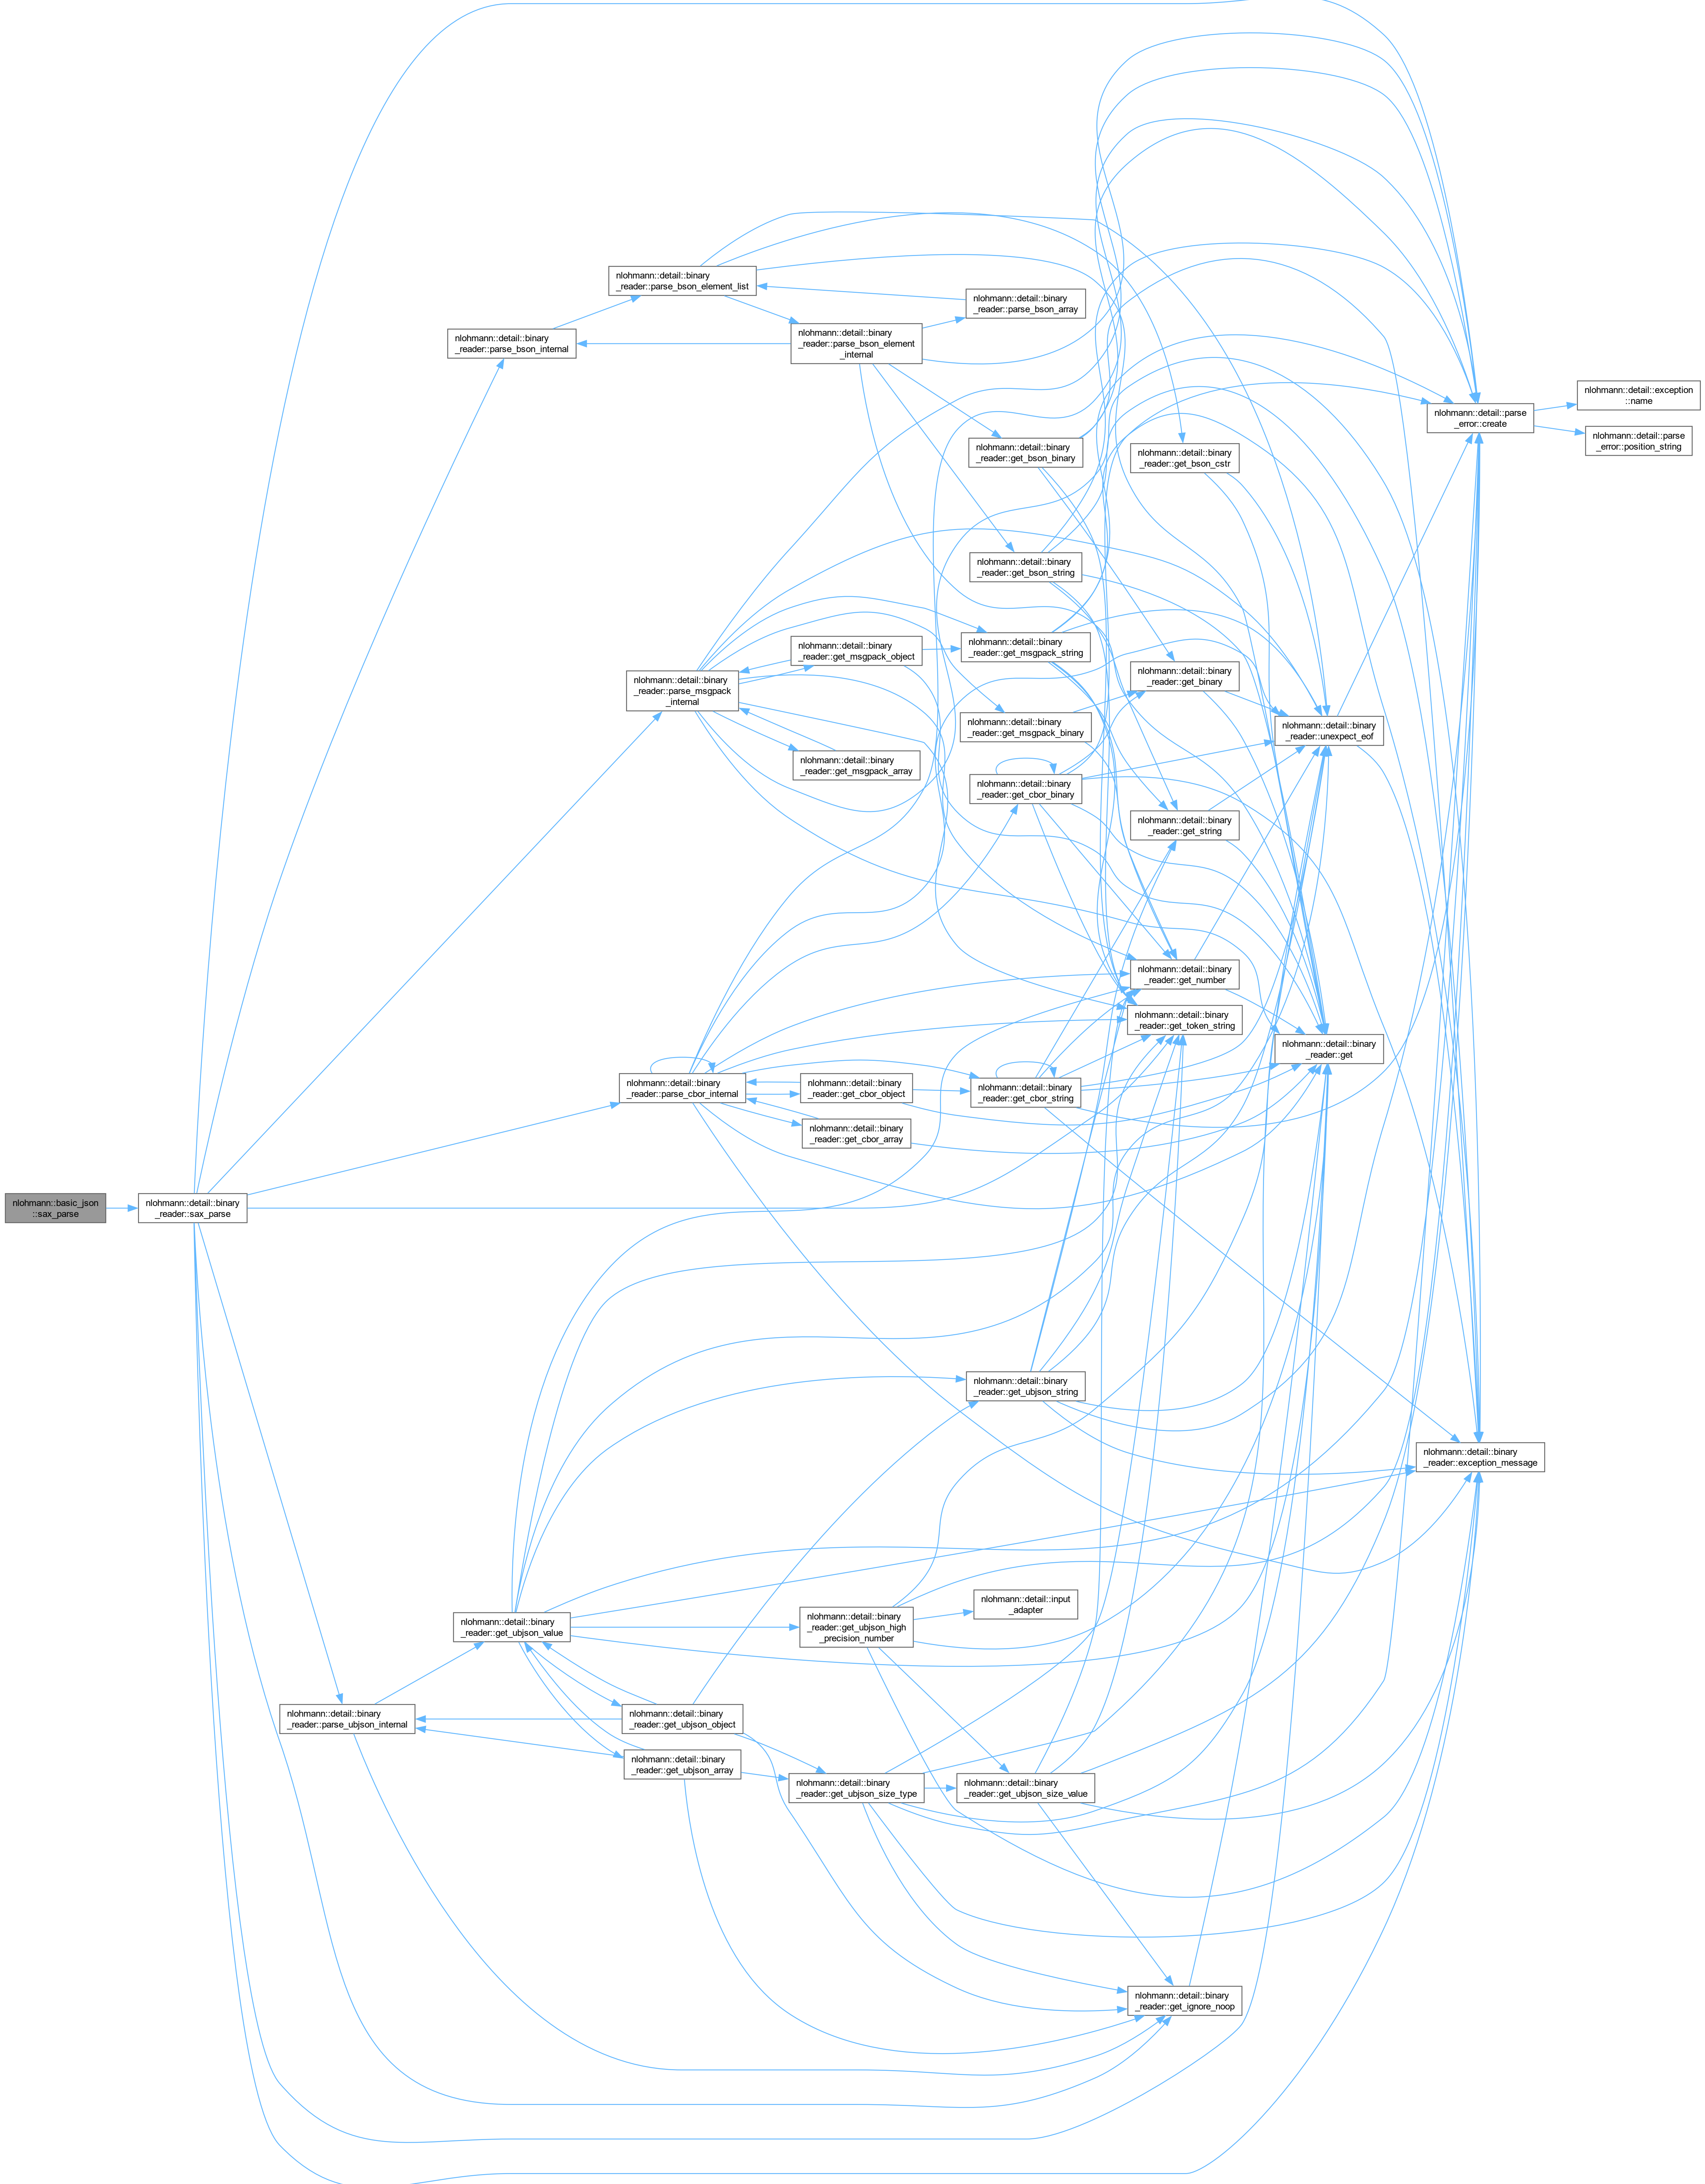 nlohmann::detail::binary
_reader::parse_bson_element_list
nlohmann::detail::binary
_reader::parse_bson_array
nlohmann::detail::binary
_reader::parse_bson_element
_internal
nlohmann::detail::binary
_reader::parse_bson_internal
nlohmann::detail::exception
::name
nlohmann::detail::parse
_error::create
nlohmann::detail::parse
_error::position_string
nlohmann::detail::binary
_reader::get_bson_binary
nlohmann::detail::binary
_reader::get_bson_cstr
nlohmann::detail::binary
_reader::get_bson_string
nlohmann::detail::binary
_reader::get_msgpack_object
nlohmann::detail::binary
_reader::get_msgpack_string
nlohmann::detail::binary
_reader::parse_msgpack
_internal
nlohmann::detail::binary
_reader::get_binary
nlohmann::detail::binary
_reader::get_msgpack_binary
nlohmann::detail::binary
_reader::unexpect_eof
nlohmann::detail::binary
_reader::get_msgpack_array
nlohmann::detail::binary
_reader::get_cbor_binary
nlohmann::detail::binary
_reader::get_string
nlohmann::detail::binary
_reader::get_number
nlohmann::detail::binary
_reader::get_token_string
nlohmann::detail::binary
_reader::get
nlohmann::detail::binary
_reader::parse_cbor_internal
nlohmann::detail::binary
_reader::get_cbor_object
nlohmann::detail::binary
_reader::get_cbor_string
nlohmann::detail::binary
_reader::get_cbor_array
nlohmann::basic_json
::sax_parse
nlohmann::detail::binary
_reader::sax_parse
nlohmann::detail::binary
_reader::get_ubjson_string
nlohmann::detail::binary
_reader::exception_message
nlohmann::detail::input
_adapter
nlohmann::detail::binary
_reader::get_ubjson_value
nlohmann::detail::binary
_reader::get_ubjson_high
_precision_number
nlohmann::detail::binary
_reader::parse_ubjson_internal
nlohmann::detail::binary
_reader::get_ubjson_object
nlohmann::detail::binary
_reader::get_ubjson_array
nlohmann::detail::binary
_reader::get_ubjson_size_type
nlohmann::detail::binary
_reader::get_ubjson_size_value
nlohmann::detail::binary
_reader::get_ignore_noop